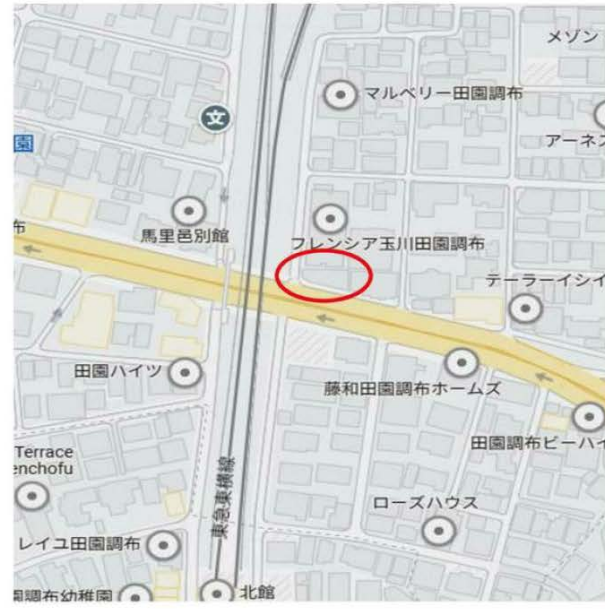 メゾン
マルベリー田園調布
文
アーネス
馬里邑別館
布
フレンシア玉川田園調布
テーラーイシイ
田園ハイツ
藤和田園調布ホームズ
田園調布ビーハイ
Terrace
enchofu
東急東横線
ローズハウス
レイユ田園調布
園調布幼稚園
北館